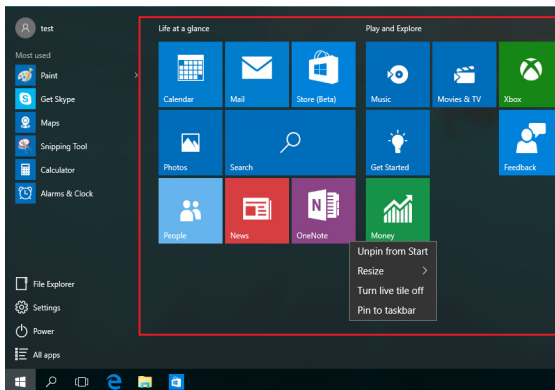 test
Most used
Paint
Get Skype
Maps
Snipping Tool
Calculator
Alarms & Clock
File Explorer
Settings
Power
All apps
Life at a glance
Calendar
Mail
Store (Beta)
Photos
Search
People
News
OneNote
Play and Explore
Music
Movies & TV
Xbox
Get Started
Feedback
Money
Unpin from Start
Resize
Turn live tile off
Pin to taskbar